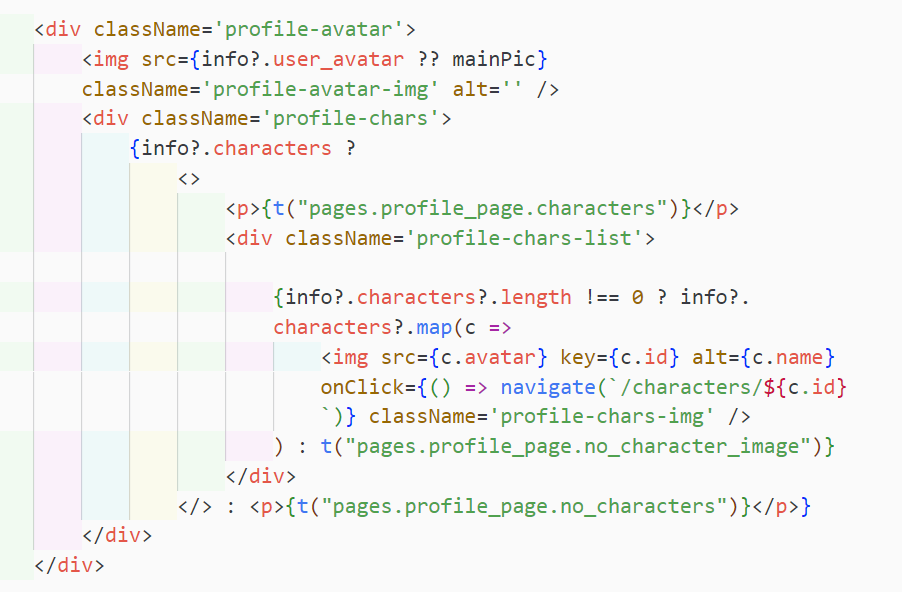 <div className='profile-avatar'>
<img src={info?.user_avatar ?? mainPic}
className='profile-avatar-img' alt='' />
<div className='profile-chars'>
{info?.characters ?
<>
<p>{t("pages.profile_page.characters")}</p>
<div className='profile-chars-list'>
{info?.characters?.length !== 0 ? info?.
characters?.map(c =>
<img src={c.avatar} key={c.id} alt={c.name}
onClick={() => navigate(`/characters/${c.id}
`)} className='profile-chars-img' />
) : t("pages.profile_page.no_character_image")}
</div>
</> : <p>{t("pages.profile_page.no_characters")}</p>}
</div>
</div>